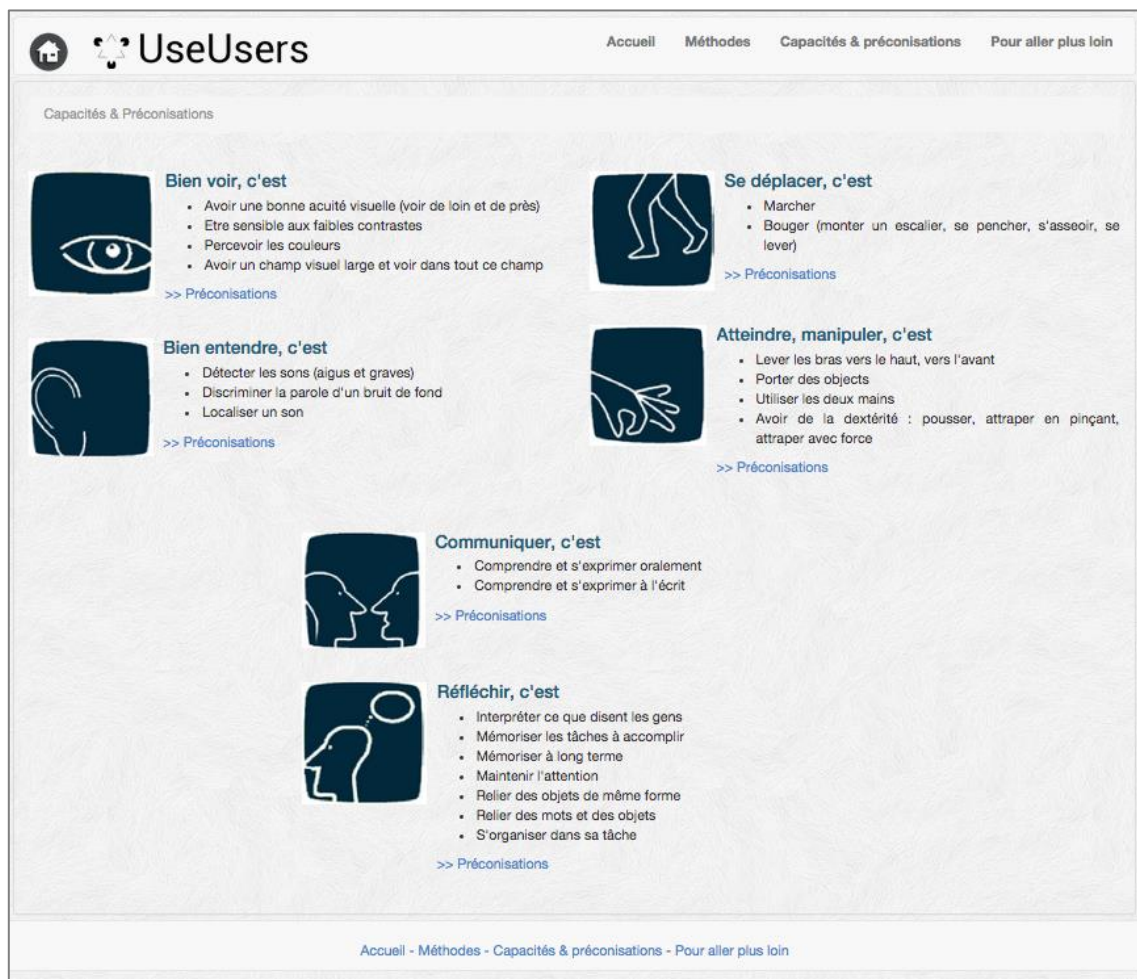 UseUsers
Accueil Méthodes Capacités & préconisations Pour aller plus loin
Capacités & Préconisations
Bien voir, c'est
Avoir une bonne acuité visuelle (voir de loin et de près)
Etre sensible aux faibles contrastes
Percevoir les couleurs
Avoir un champ visuel large et voir dans tout ce champ
>> Préconisations
Bien entendre, c'est
Détecter les sons (aigus et graves)
Discriminer la parole d'un bruit de fond
Localiser un son
>> Préconisations
Se déplacer, c'est
Marcher
Bouger (monter un escalier, se pencher, s'asseoir, se
lever)
>> Préconisations
Atteindre, manipuler, c'est
Lever les bras vers le haut, vers l'avant
Porter des objects
Utiliser les deux mains
Avoir de la dextérité : pousser, attraper en pinçant,
attraper avec force
>> Préconisations
Communiquer, c'est
Comprendre et s'exprimer oralement
Comprendre et s'exprimer à l'écrit
>> Préconisations
Réfléchir, c'est
Interpréter ce que disent les gens
Mémoriser les tâches à accomplir
Mémoriser à long terme
Maintenir l'attention
Relier des objets de même forme
Relier des mots et des objets
S'organiser dans sa tâche
>> Préconisations
Accueil - Méthodes - Capacités & préconisations - Pour aller plus loin